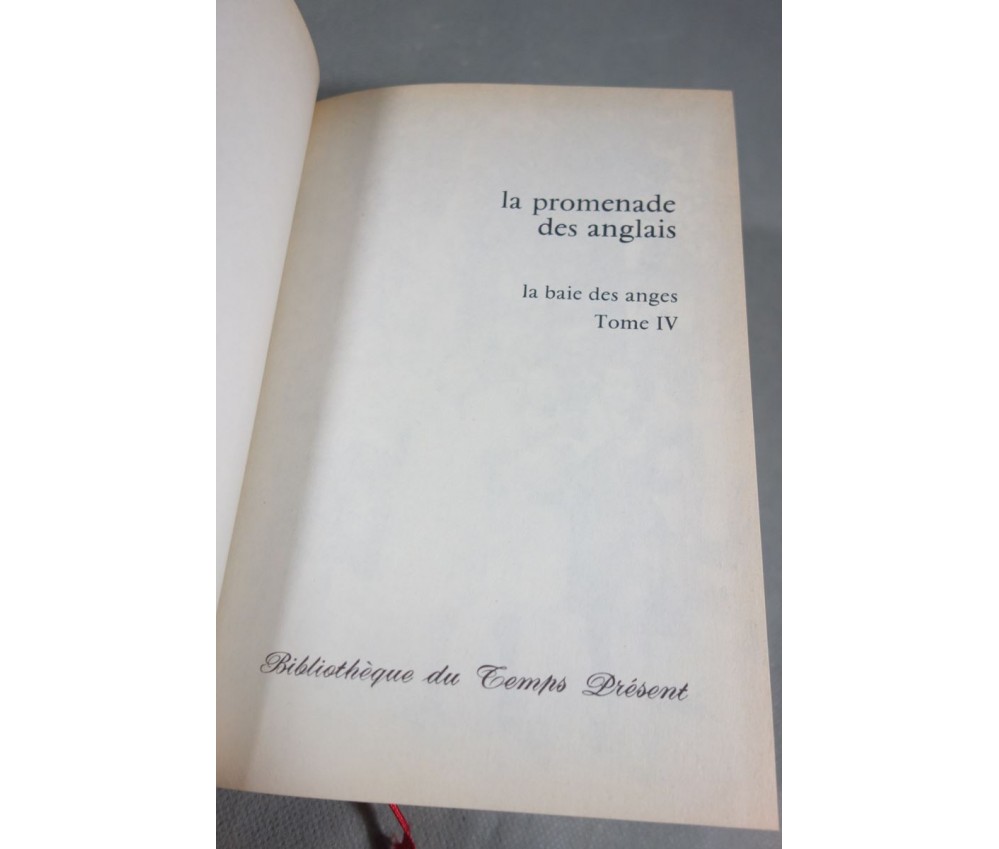 la promenade
des anglais
la baie des anges
Tome IV
Bibliothèque du Temps Présent